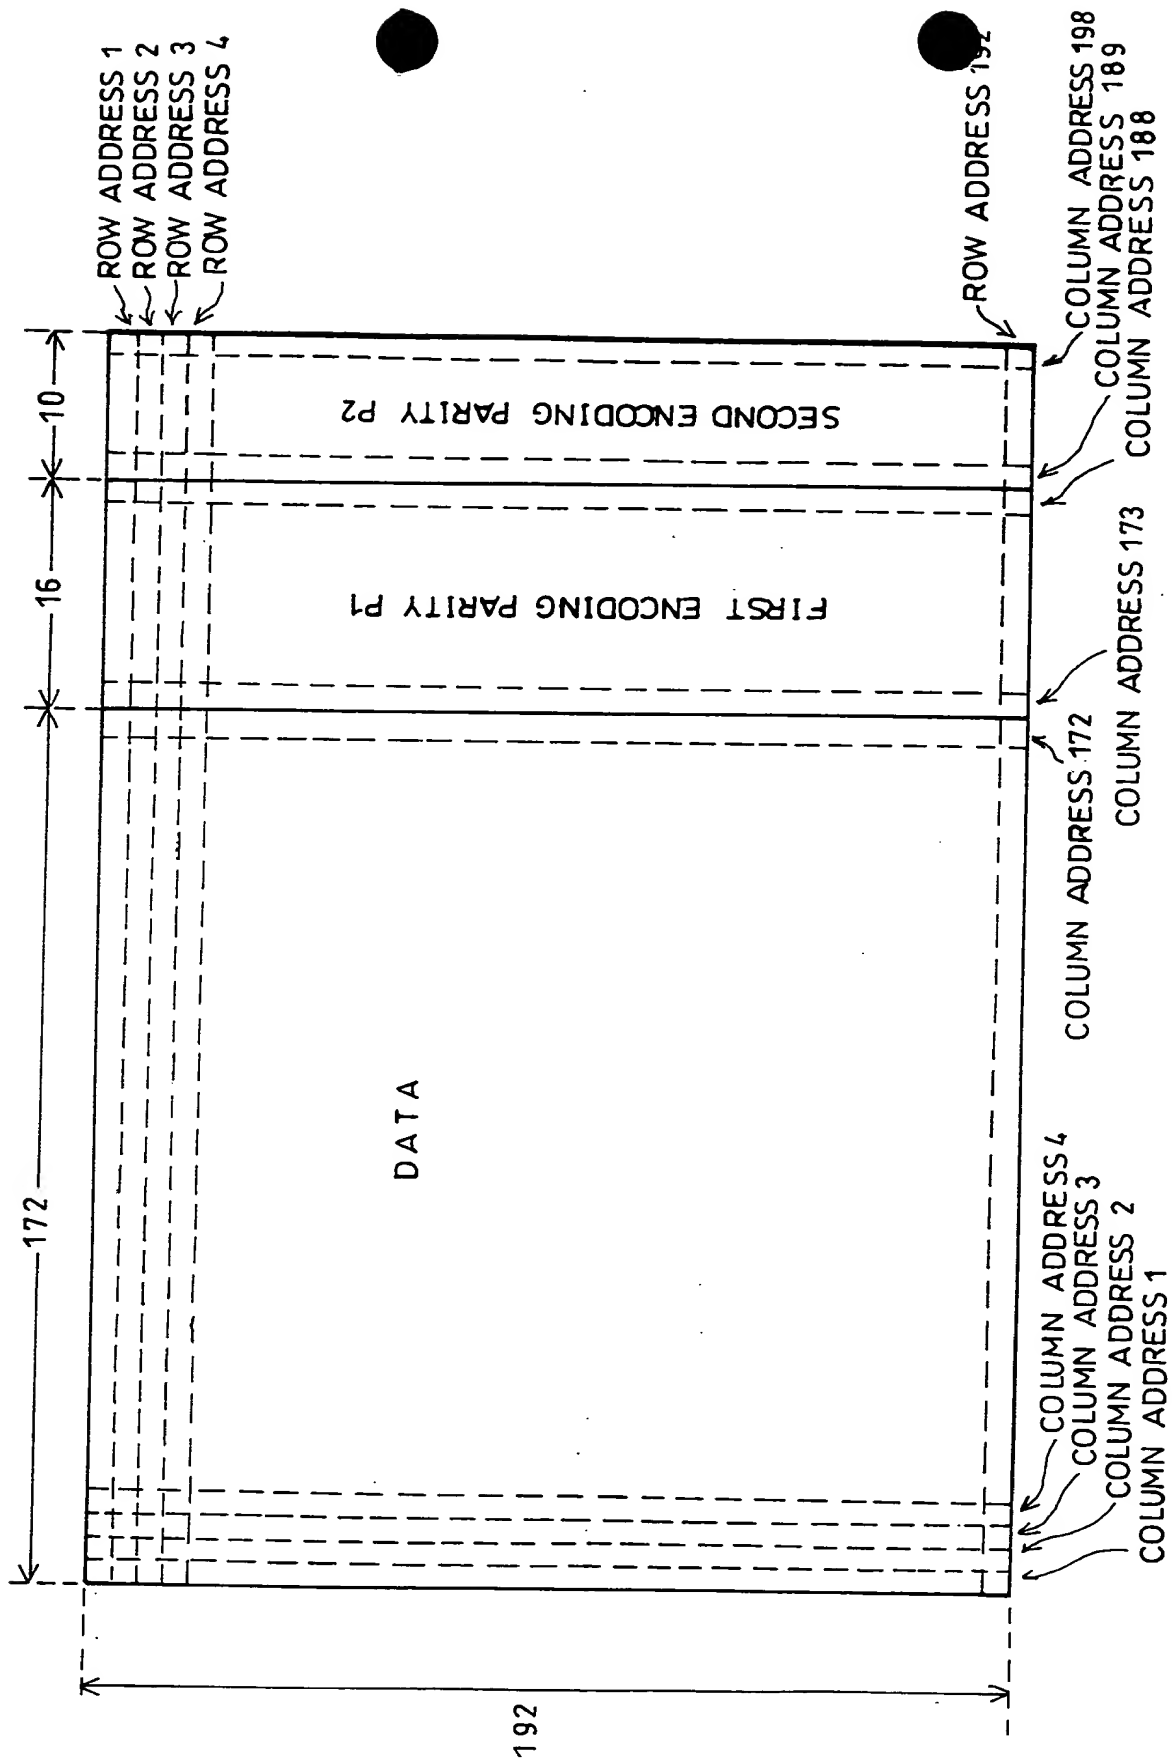 172
16
10
ROW ADDRESS 1
ROW ADDRESS 2
ROW ADDRESS 3
ROW ADDRESS 4
192
DATA
FIRST ENCODING PARITY P1
SECOND ENCODING PARITY P2
ROW ADDRESS 192
COLUMN ADDRESS 198
COLUMN ADDRESS 189
COLUMN ADDRESS 188
COLUMN ADDRESS 173
COLUMN ADDRESS 172
COLUMN ADDRESS 4
COLUMN ADDRESS 3
COLUMN ADDRESS 2
COLUMN ADDRESS 1